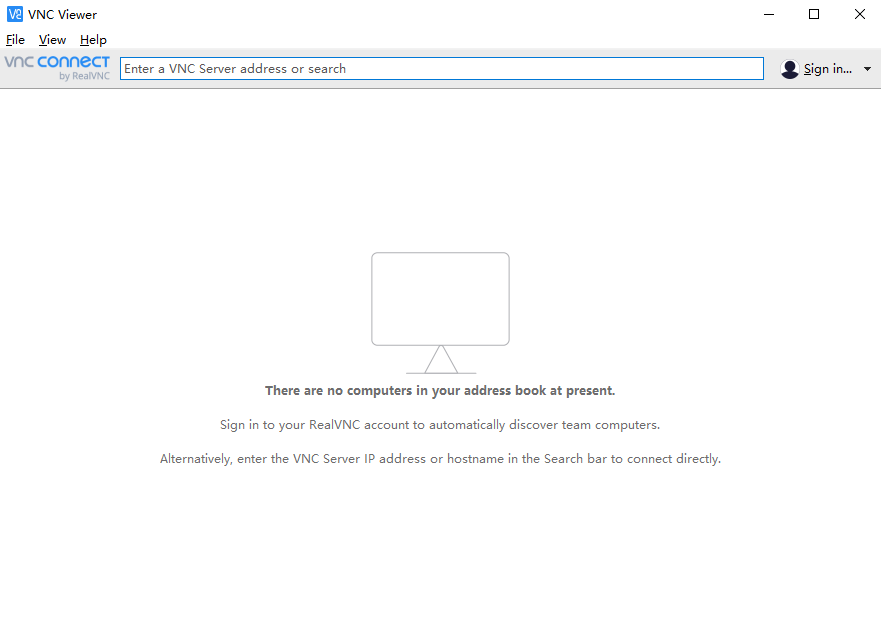 VNC Viewer
File View Help
vnc connect
by RealVNC
Enter a VNC Server address or search
Sign in...
There are no computers in your address book at present.
Sign in to your RealVNC account to automatically discover team computers.
Alternatively, enter the VNC Server IP address or hostname in the Search bar to connect directly.